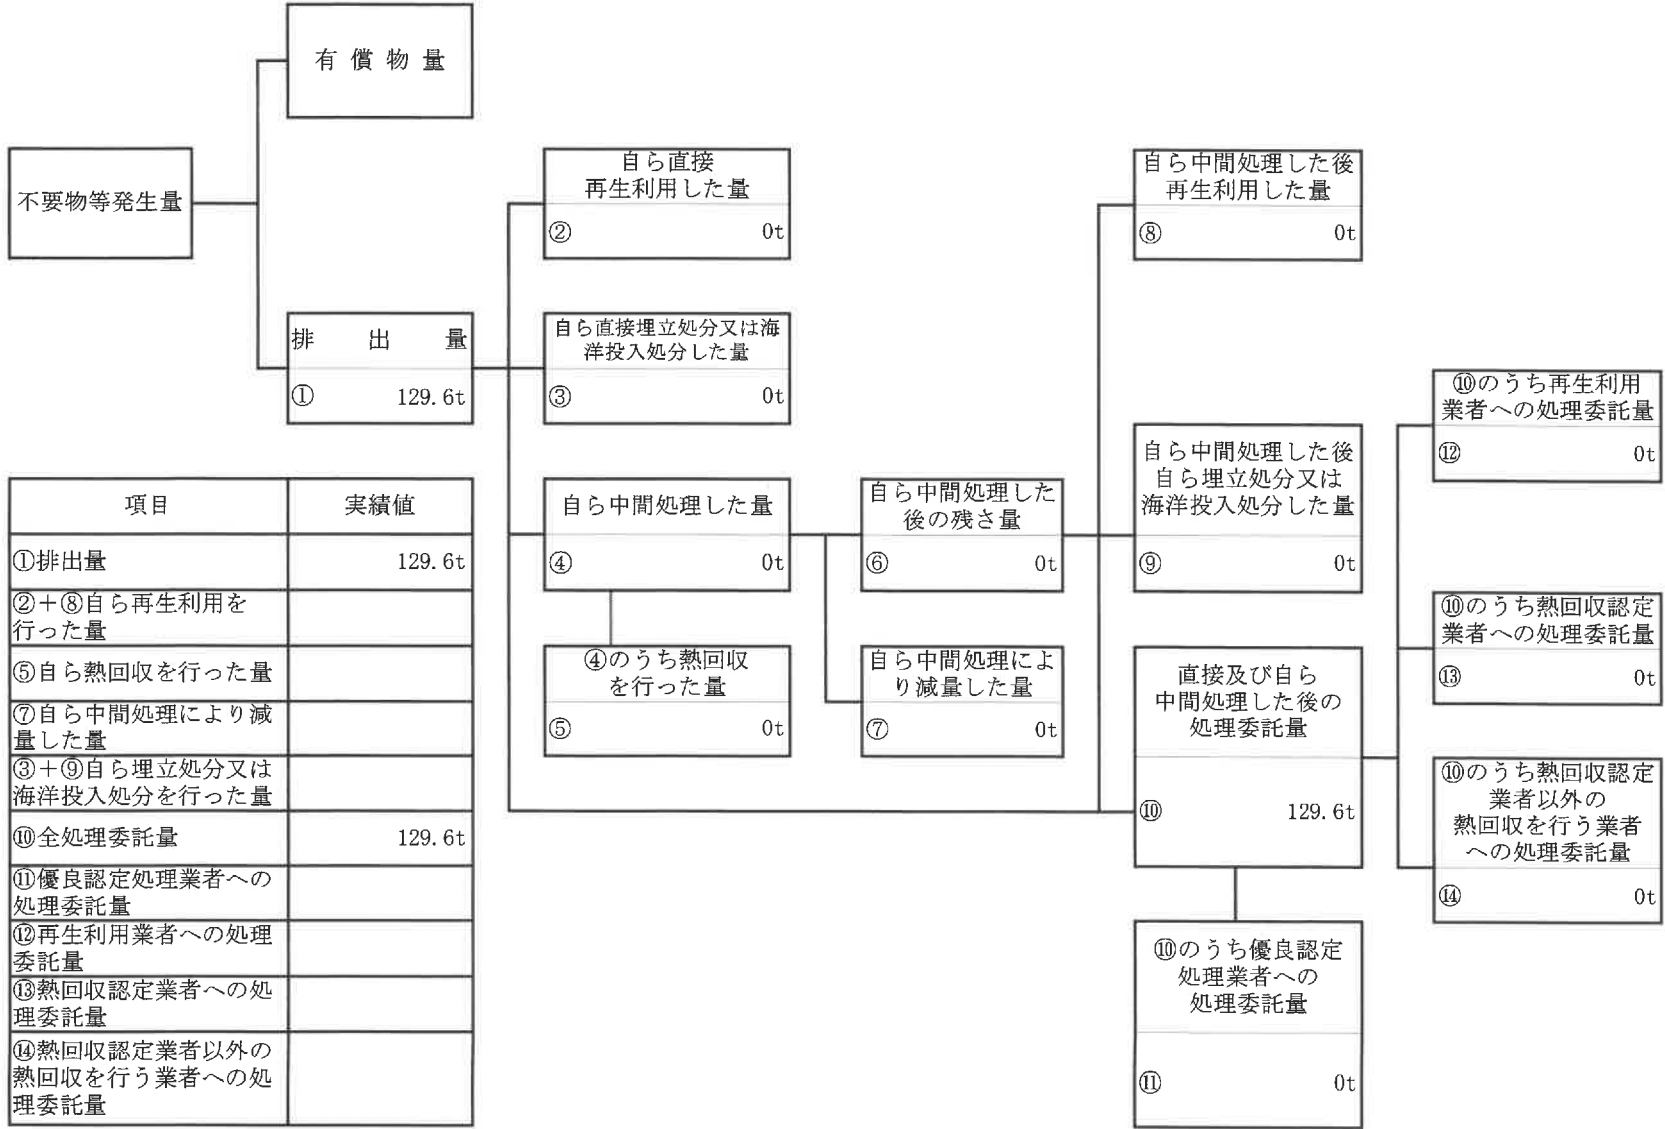 有償物量
不要物等発生量
排出量
① 129.6t
自ら直接
再生利用した量
② 0t
自ら直接埋立処分又は海
洋投入処分した量
③ 0t
自ら中間処理した量
④ 0t
④のうち熱回収
を行った量
⑤ 0t
自ら中間処理した
後の残さ量
⑥ 0t
自ら中間処理によ
り減量した量
⑦ 0t
自ら中間処理した後
再生利用した量
⑧ 0t
自ら中間処理した後
自ら埋立処分又は
海洋投入処分した量
⑨ 0t
直接及び自ら
中間処理した後の
処理委託量
⑩ 129.6t
⑩のうち優良認定
処理業者への
処理委託量
⑪ 0t
⑩のうち再生利用
業者への処理委託量
⑫ 0t
⑩のうち熱回収認定
業者への処理委託量
⑬ 0t
⑩のうち熱回収認定
業者以外の
熱回収を行う業者
への処理委託量
⑭ 0t
項目 実績値
①排出量 129.6t
②+⑧自ら再生利用を
行った量
⑤自ら熱回収を行った量
⑦自ら中間処理により減
量した量
③+⑨自ら埋立処分又は
海洋投入処分を行った量
⑩全処理委託量 129.6t
⑪優良認定処理業者への
処理委託量
⑫再生利用業者への処理
委託量
⑬熱回収認定業者への処
理委託量
⑭熱回収認定業者以外の
熱回収を行う業者への処
理委託量